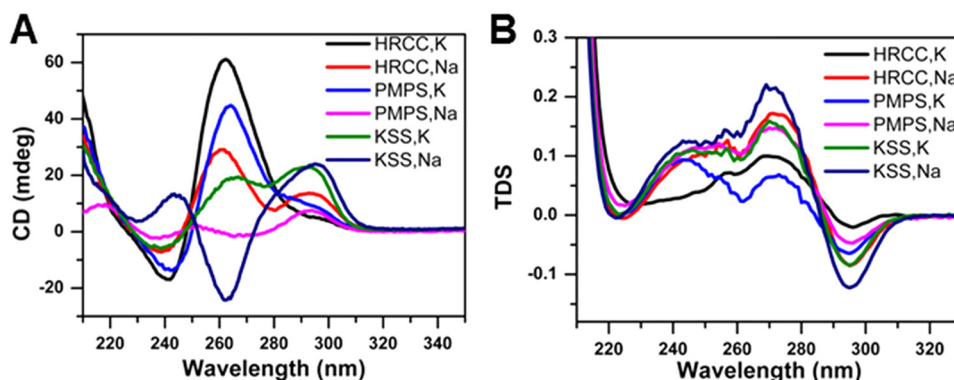 A
CD (mdeg)
60
40
20
0
-20
HRCC,K
HRCC,Na
PMPS,K
PMPS,Na
KSS,K
KSS,Na
220 240 260 280 300 320 340
Wavelength (nm)
B
TDS
0.3
0.2
0.1
0.0
-0.1
HRCC,K
HRCC,Na
PMPS,K
PMPS,Na
KSS,K
KSS,Na
220 240 260 280 300 320
Wavelength (nm)